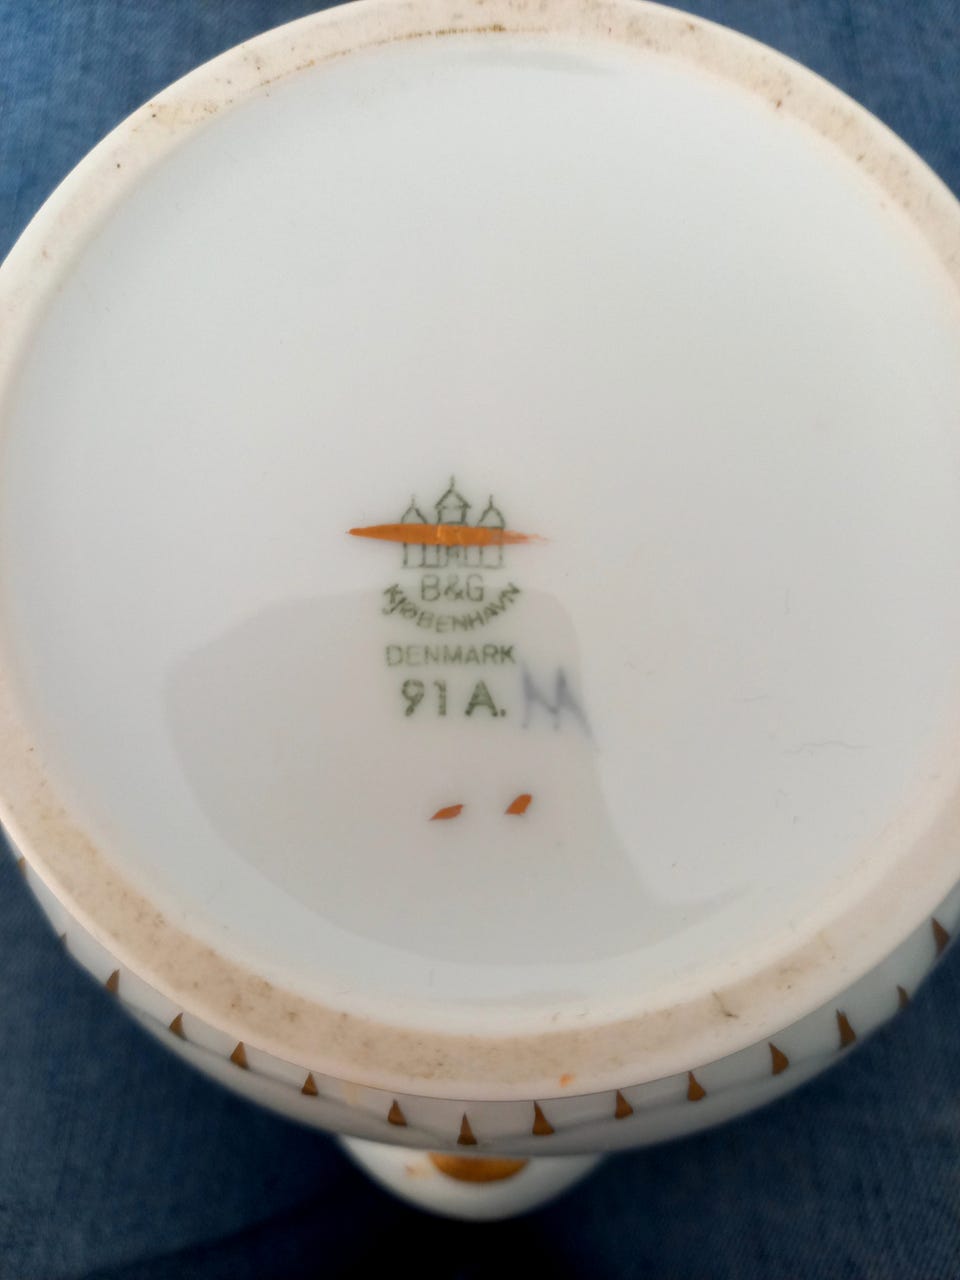 B&G
KJØBENHAVN
DENMARK
91 A.